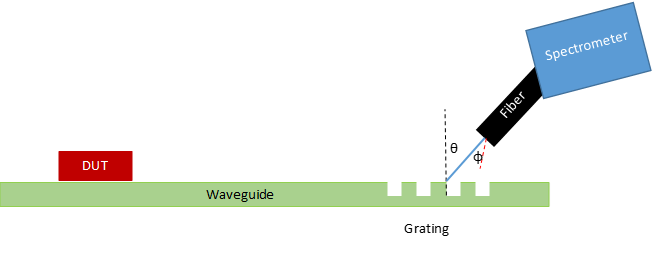 Spectrometer
Fiber
θ
ϕ
DUT
Waveguide
Grating